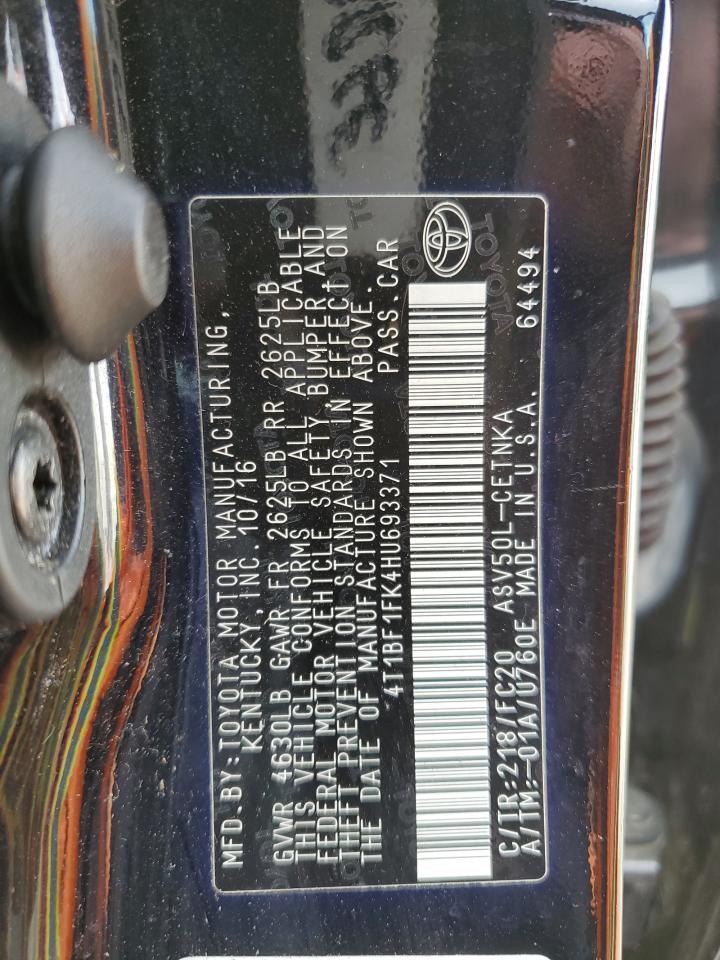 MFD.BY:TOYOTA MOTOR MANUFACTURING,
KENTUCKY,INC. 10/16
GVWR 4630LB GAWR FR 2625LB RR 2625LB
THIS VEHICLE CONFORMS TO ALL APPLICABLE
FEDERAL MOTOR VEHICLE SAFETY BUMPER AND
THEFT PREVENTION STANDARDS IN EFFECT ON
THE DATE OF MANUFACTURE SHOWN ABOVE.
4T1BF1FK4HU693371 PASS.CAR
C/TR:218/FC20 ASV50L-CETNKA 64494
A/TM:-01A/U760E MADE IN U.S.A.
TOYOTA